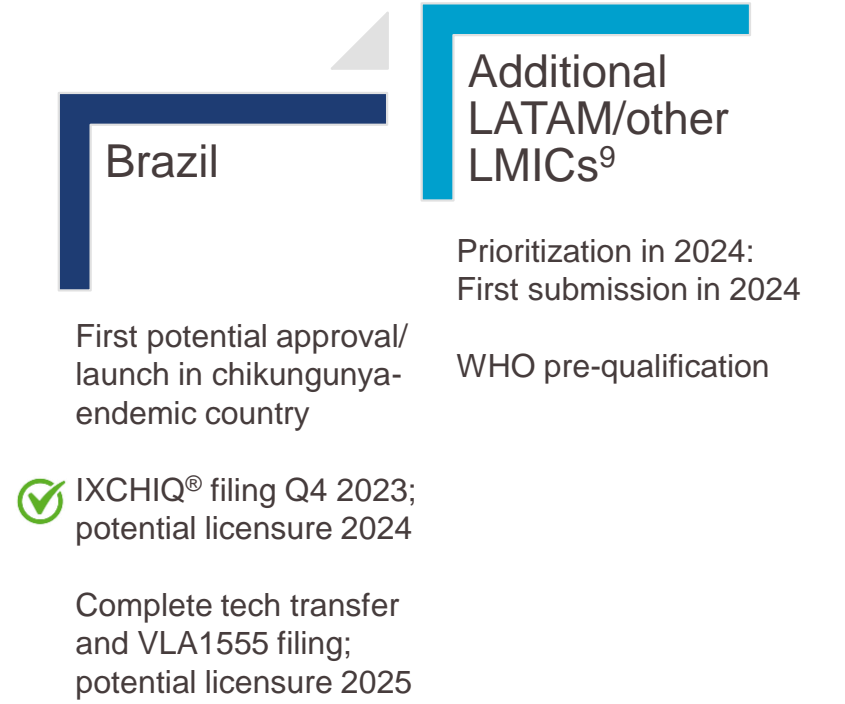 Brazil
First potential approval/
launch in chikungunya-
endemic country
IXCHIQ® filing Q4 2023;
potential licensure 2024
Complete tech transfer
and VLA1555 filing;
potential licensure 2025
Additional
LATAM/other
LMICs⁹
Prioritization in 2024:
First submission in 2024
WHO pre-qualification